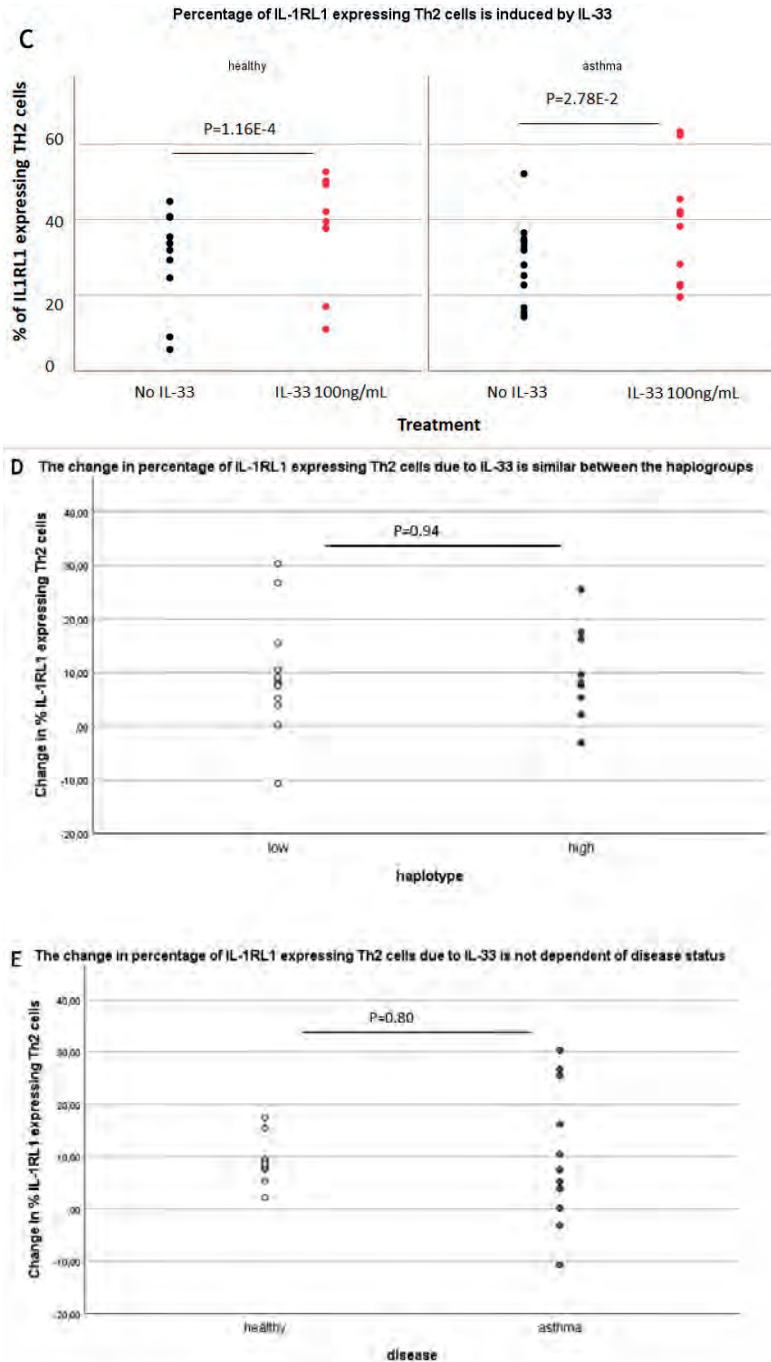 Percentage of IL-1RL1 expressing Th2 cells is induced by IL-33
C
healthy
asthma
P=1.16E-4
P=2.78E-2
% of IL1RL1 expressing TH2 cells
60
40
20
0
No IL-33
IL-33 100ng/mL
No IL-33
IL-33 100ng/mL
Treatment
D The change in percentage of IL-1RL1 expressing Th2 cells due to IL-33 is similar between the haplogroups
P=0.94
Change in % IL-1RL1 expressing Th2 cells
40,00
30,00
20,00
10,00
,00
-10,00
-20,00
low
high
haplotype
E The change in percentage of IL-1RL1 expressing Th2 cells due to IL-33 is not dependent of disease status
P=0.80
Change in % IL-1RL1 expressing Th2 cells
40,00
30,00
20,00
10,00
,00
-10,00
-20,00
healthy
asthma
disease